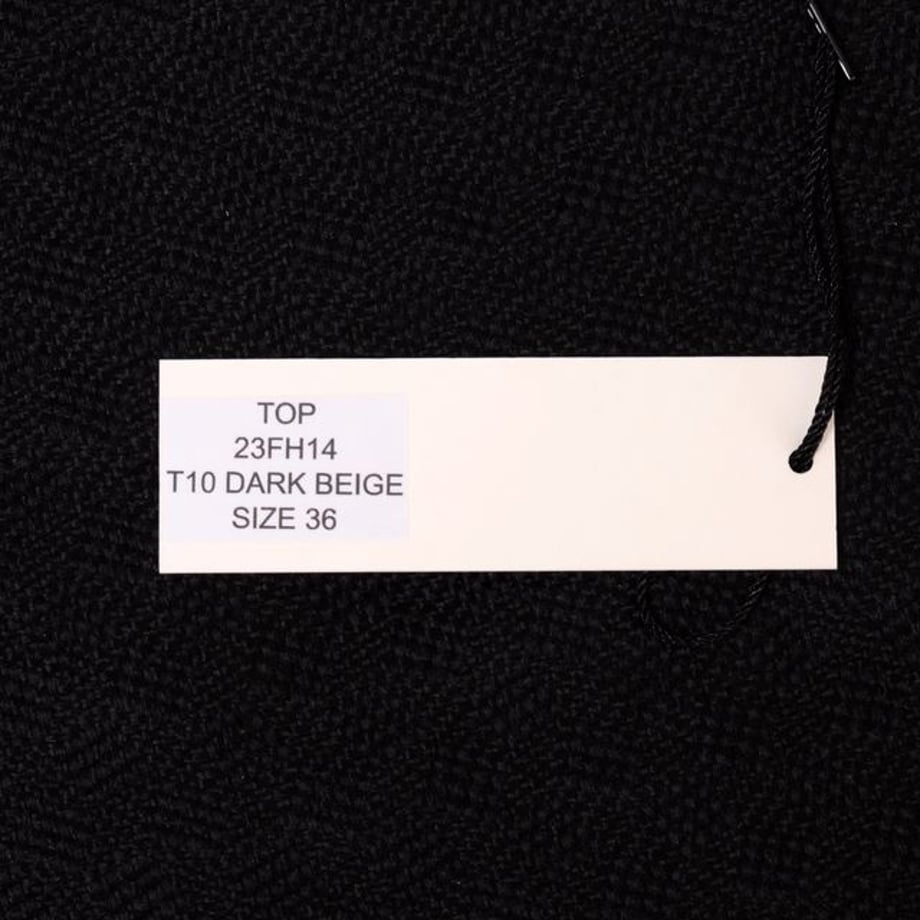 TOP
23FH14
T10 DARK BEIGE
SIZE 36